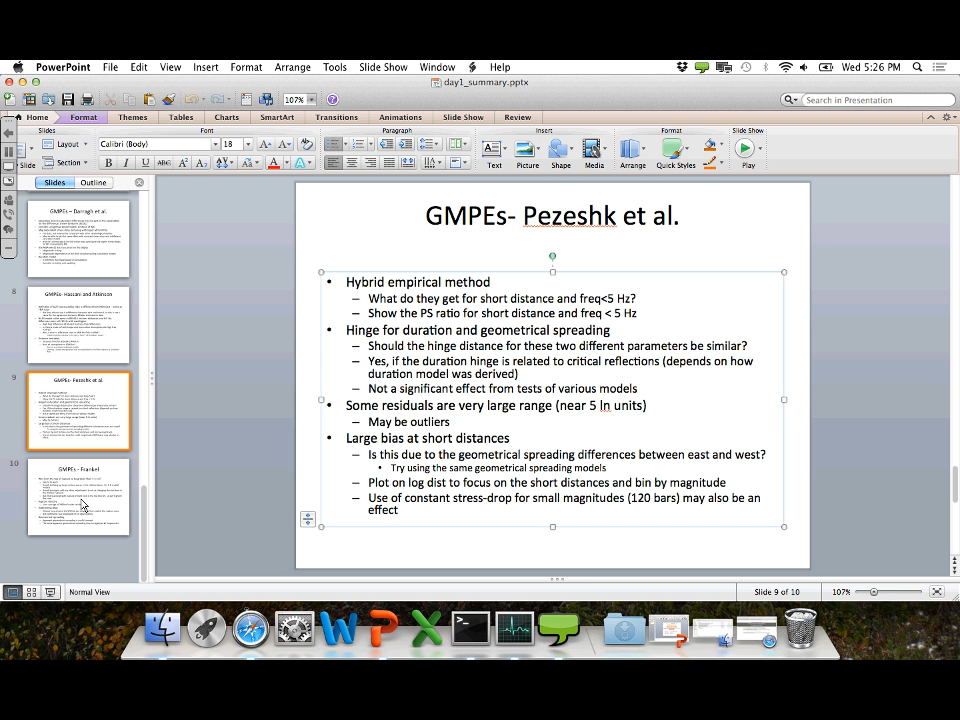 PowerPoint File Edit View Insert Format Arrange Tools Slide Show Window Help Wed 5:26 PM
day1_summary.pptx
107% Search in Presentation
Home Format Themes Tables Charts SmartArt Transitions Animations Slide Show Review
Slides Font Paragraph Insert Format Slide Show
Layout Calibri (Body) 18
Slide Section B I U ABC A A Text Picture Shape Media Arrange Quick Styles Play
Slides Outline
GMPEs – Darragh et al.
8
GMPEs- Hassani and Atkinson
9
GMPEs- Pezeshk et al.
10
GMPEs - Frankel
GMPEs- Pezeshk et al.
• Hybrid empirical method
– What do they get for short distance and freq<5 Hz?
– Show the PS ratio for short distance and freq < 5 Hz
• Hinge for duration and geometrical spreading
– Should the hinge distance for these two different parameters be similar?
– Yes, if the duration hinge is related to critical reflections (depends on how
duration model was derived)
– Not a significant effect from tests of various models
• Some residuals are very large range (near 5 ln units)
– May be outliers
• Large bias at short distances
– Is this due to the geometrical spreading differences between east and west?
• Try using the same geometrical spreading models
– Plot on log dist to focus on the short distances and bin by magnitude
– Use of constant stress-drop for small magnitudes (120 bars) may also be an
effect
Normal View Slide 9 of 10 107%